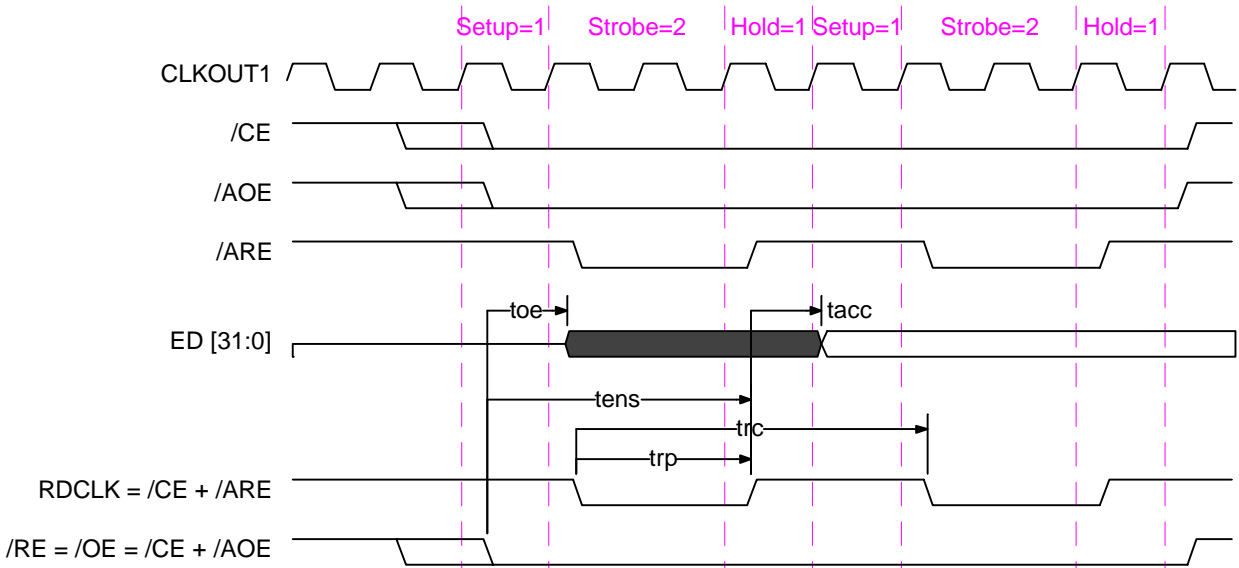 Setup=1 Strobe=2 Hold=1 Setup=1 Strobe=2 Hold=1
CLKOUT1
/CE
/AOE
/ARE
toe tacc
ED [31:0]
tens
trc
trp
RDCLK = /CE + /ARE
/RE = /OE = /CE + /AOE